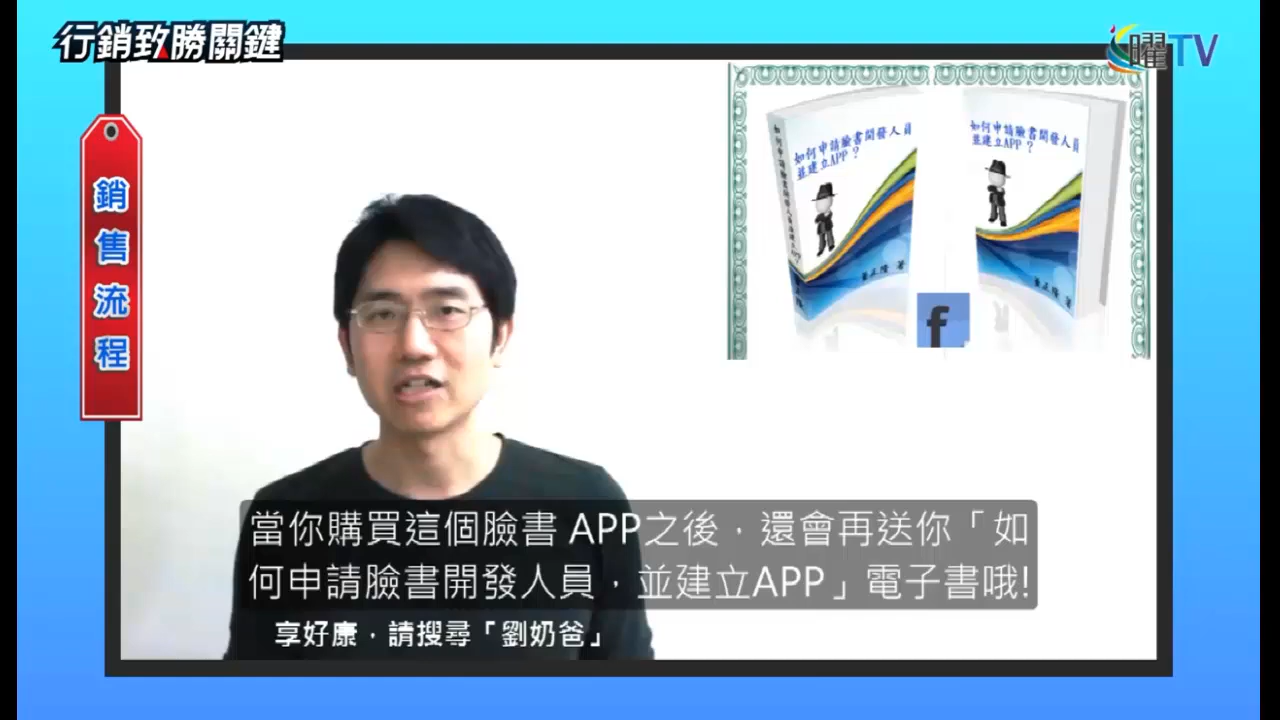 行銷致勝關鍵
曜TV
銷售流程
如何申請臉書開發人員
並建立APP？
如何申請臉書開發人員
並建立APP？
f
當你購買這個臉書 APP之後，還會再送你「如
何申請臉書開發人員，並建立APP」電子書哦!
享好康，請搜尋「劉奶爸」